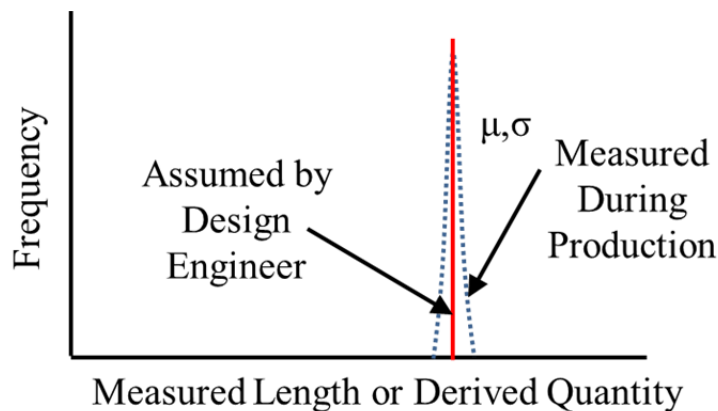 Frequency
μ,σ
Assumed by
Design
Engineer
Measured
During
Production
Measured Length or Derived Quantity